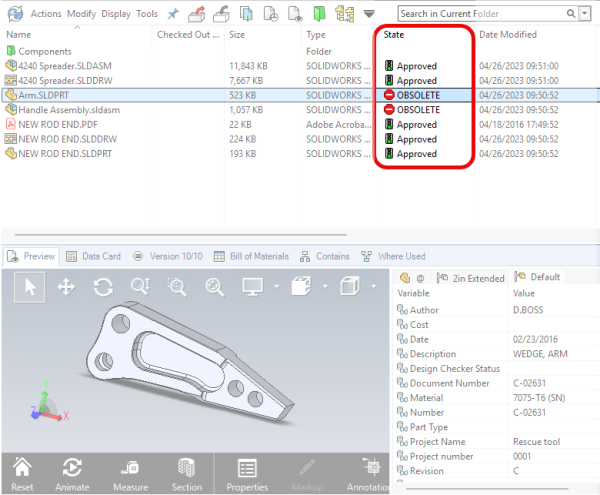 Actions Modify Display Tools Search in Current Folder
Name Checked Out ... Size Type State Date Modified
Components Folder
4240 Spreader.SLDASM 11,843 KB SOLIDWORKS ... Approved 04/26/2023 09:51:00
4240 Spreader.SLDDRW 7,667 KB SOLIDWORKS ... Approved 04/26/2023 09:51:00
Arm.SLDPRT 523 KB SOLIDWORKS ... OBSOLETE 04/26/2023 09:50:52
Handle Assembly.sldasm 1,057 KB SOLIDWORKS ... OBSOLETE 04/26/2023 09:50:52
NEW ROD END.PDF 22 KB Adobe Acroba... Approved 04/18/2016 17:49:52
NEW ROD END.SLDDRW 224 KB SOLIDWORKS ... Approved 04/26/2023 09:50:52
NEW ROD END.SLDPRT 193 KB SOLIDWORKS ... Approved 04/26/2023 09:50:52
Preview Data Card Version 10/10 Bill of Materials Contains Where Used
@ 2in Extended Default
Variable Value
Author D.BOSS
Cost
Date 02/23/2016
Description WEDGE, ARM
Design Checker Status
Document Number C-02631
Material 7075-T6 (SN)
Number C-02631
Part Type
Project Name Rescue tool
Project number 0001
Revision C
Y
Z X
Reset Animate Measure Section Properties Markup Annotation